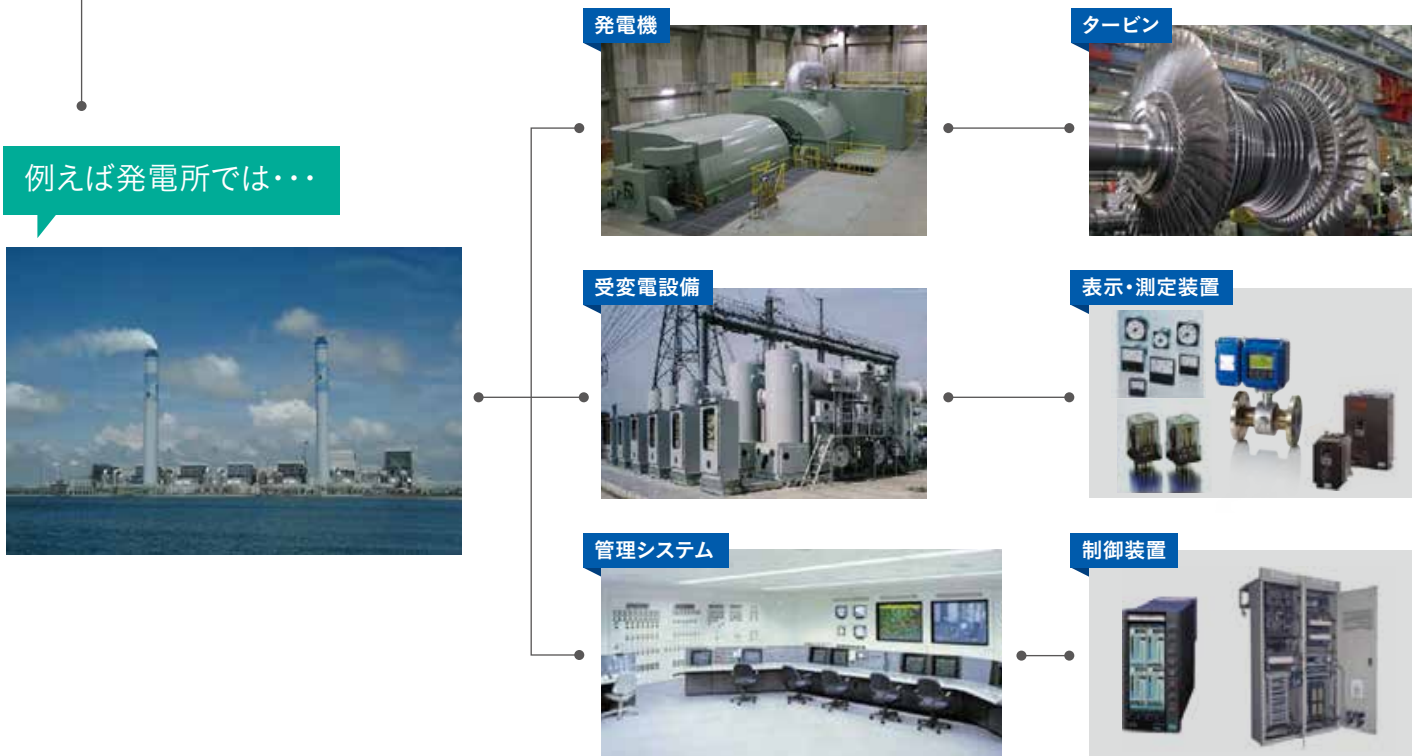 例えば発電所では・・・
発電機
タービン
受変電設備
表示・測定装置
管理システム
制御装置